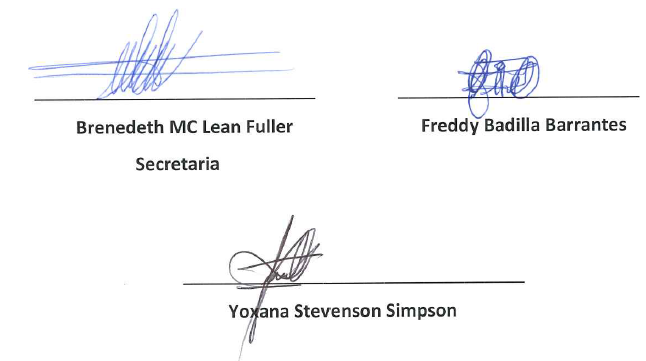 Brenedeth MC Lean Fuller
Freddy Badilla Barrantes
Secretaria
Yoxana Stevenson Simpson